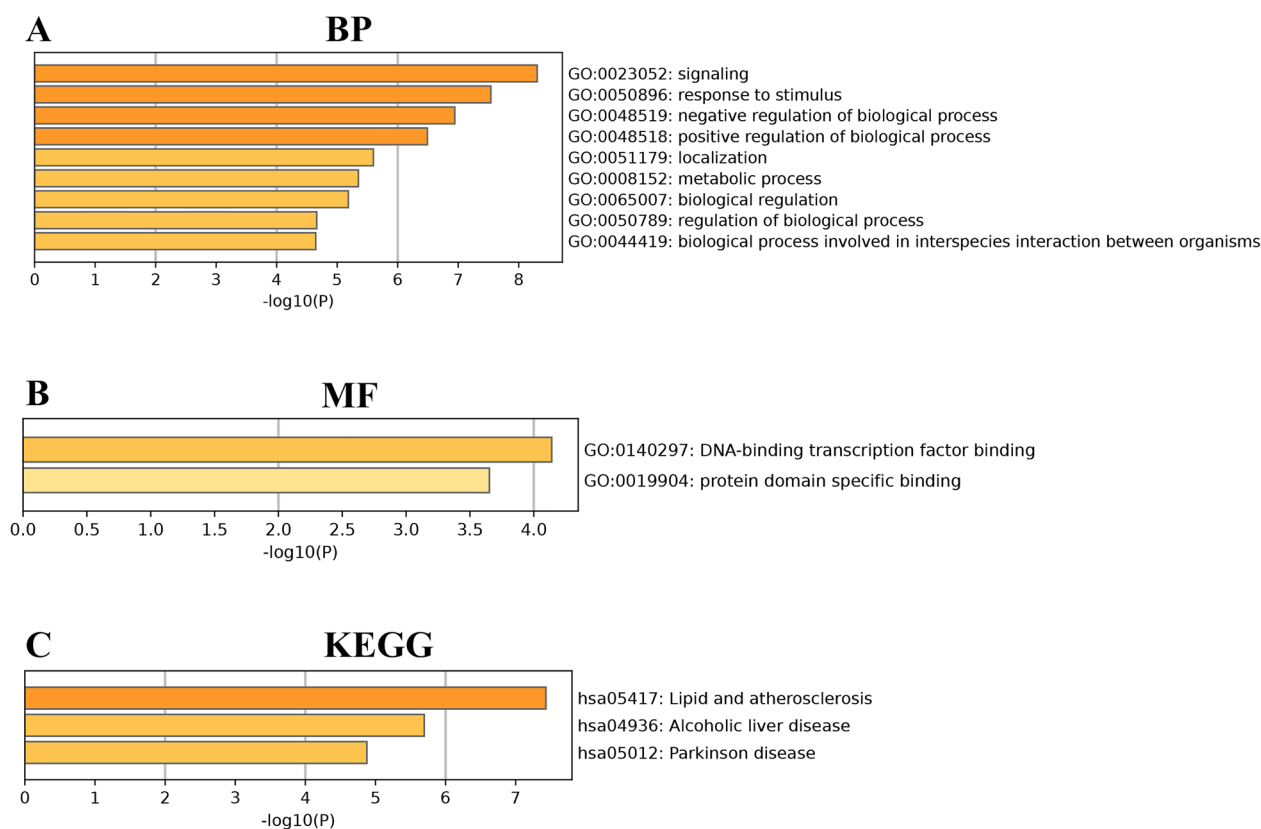 A BP
GO:0023052: signaling
GO:0050896: response to stimulus
GO:0048519: negative regulation of biological process
GO:0048518: positive regulation of biological process
GO:0051179: localization
GO:0008152: metabolic process
GO:0065007: biological regulation
GO:0050789: regulation of biological process
GO:0044419: biological process involved in interspecies interaction between organisms
0 1 2 3 4 5 6 7 8
-log10(P)
B MF
GO:0140297: DNA-binding transcription factor binding
GO:0019904: protein domain specific binding
0.0 0.5 1.0 1.5 2.0 2.5 3.0 3.5 4.0
-log10(P)
C KEGG
hsa05417: Lipid and atherosclerosis
hsa04936: Alcoholic liver disease
hsa05012: Parkinson disease
0 1 2 3 4 5 6 7
-log10(P)